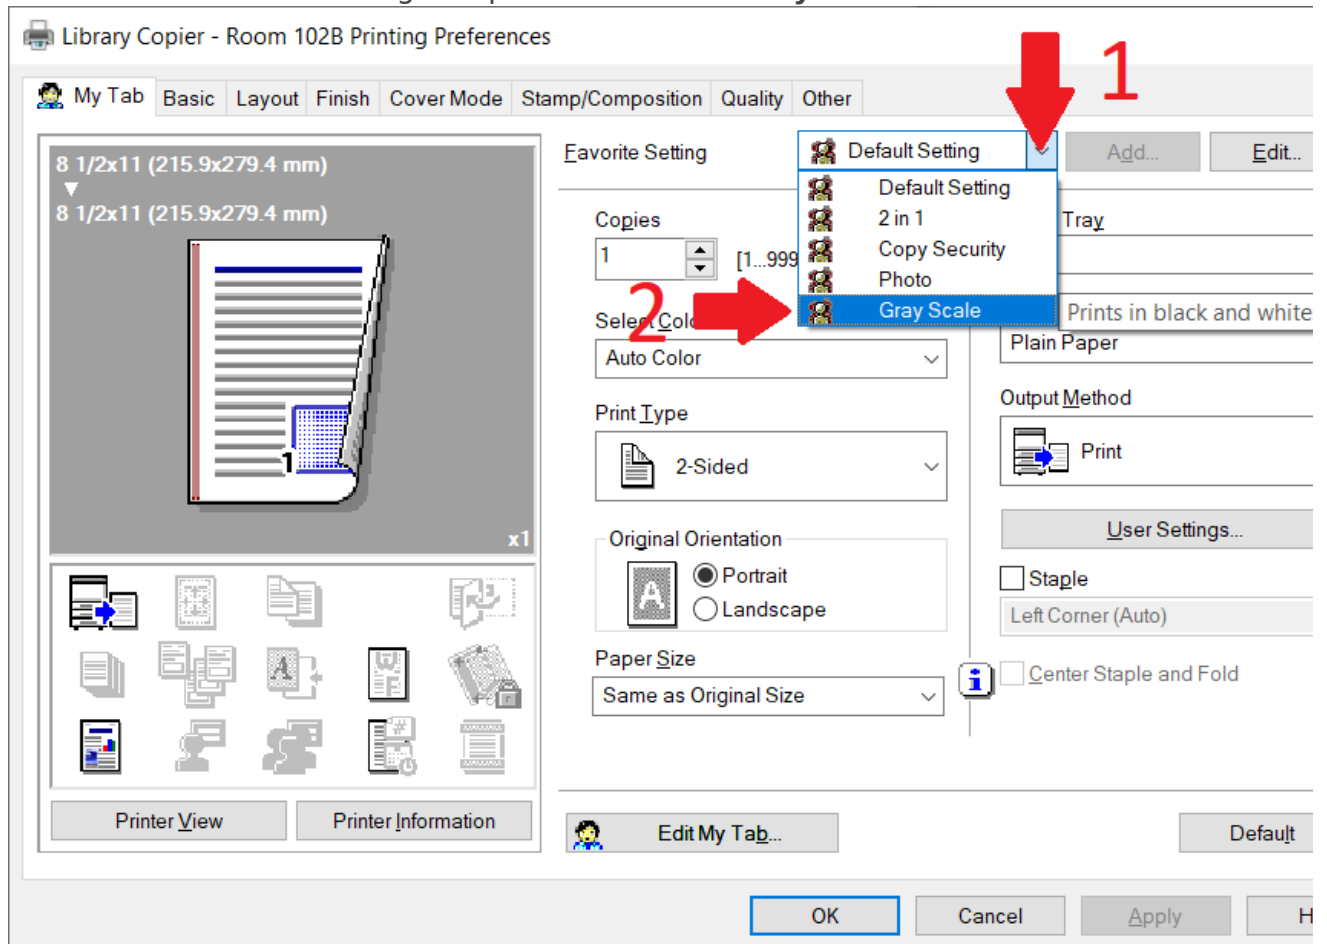 Library Copier - Room 102B Printing Preferences
1
My Tab Basic Layout Finish Cover Mode Stamp/Composition Quality Other
8 1/2x11 (215.9x279.4 mm)
8 1/2x11 (215.9x279.4 mm)
1
x1
Printer View Printer Information
Favorite Setting Default Setting Add... Edit...
Default Setting
2 in 1
Copy Security
Photo
Gray Scale
Prints in black and white
2
Copies
1 [1...999
Select Colo
Auto Color
Print Type
2-Sided
Original Orientation
A
Portrait
Landscape
Paper Size
Same as Original Size
Tray
Plain Paper
Output Method
Print
User Settings...
Staple
Left Corner (Auto)
Center Staple and Fold
Edit My Tab... Default
OK Cancel Apply H